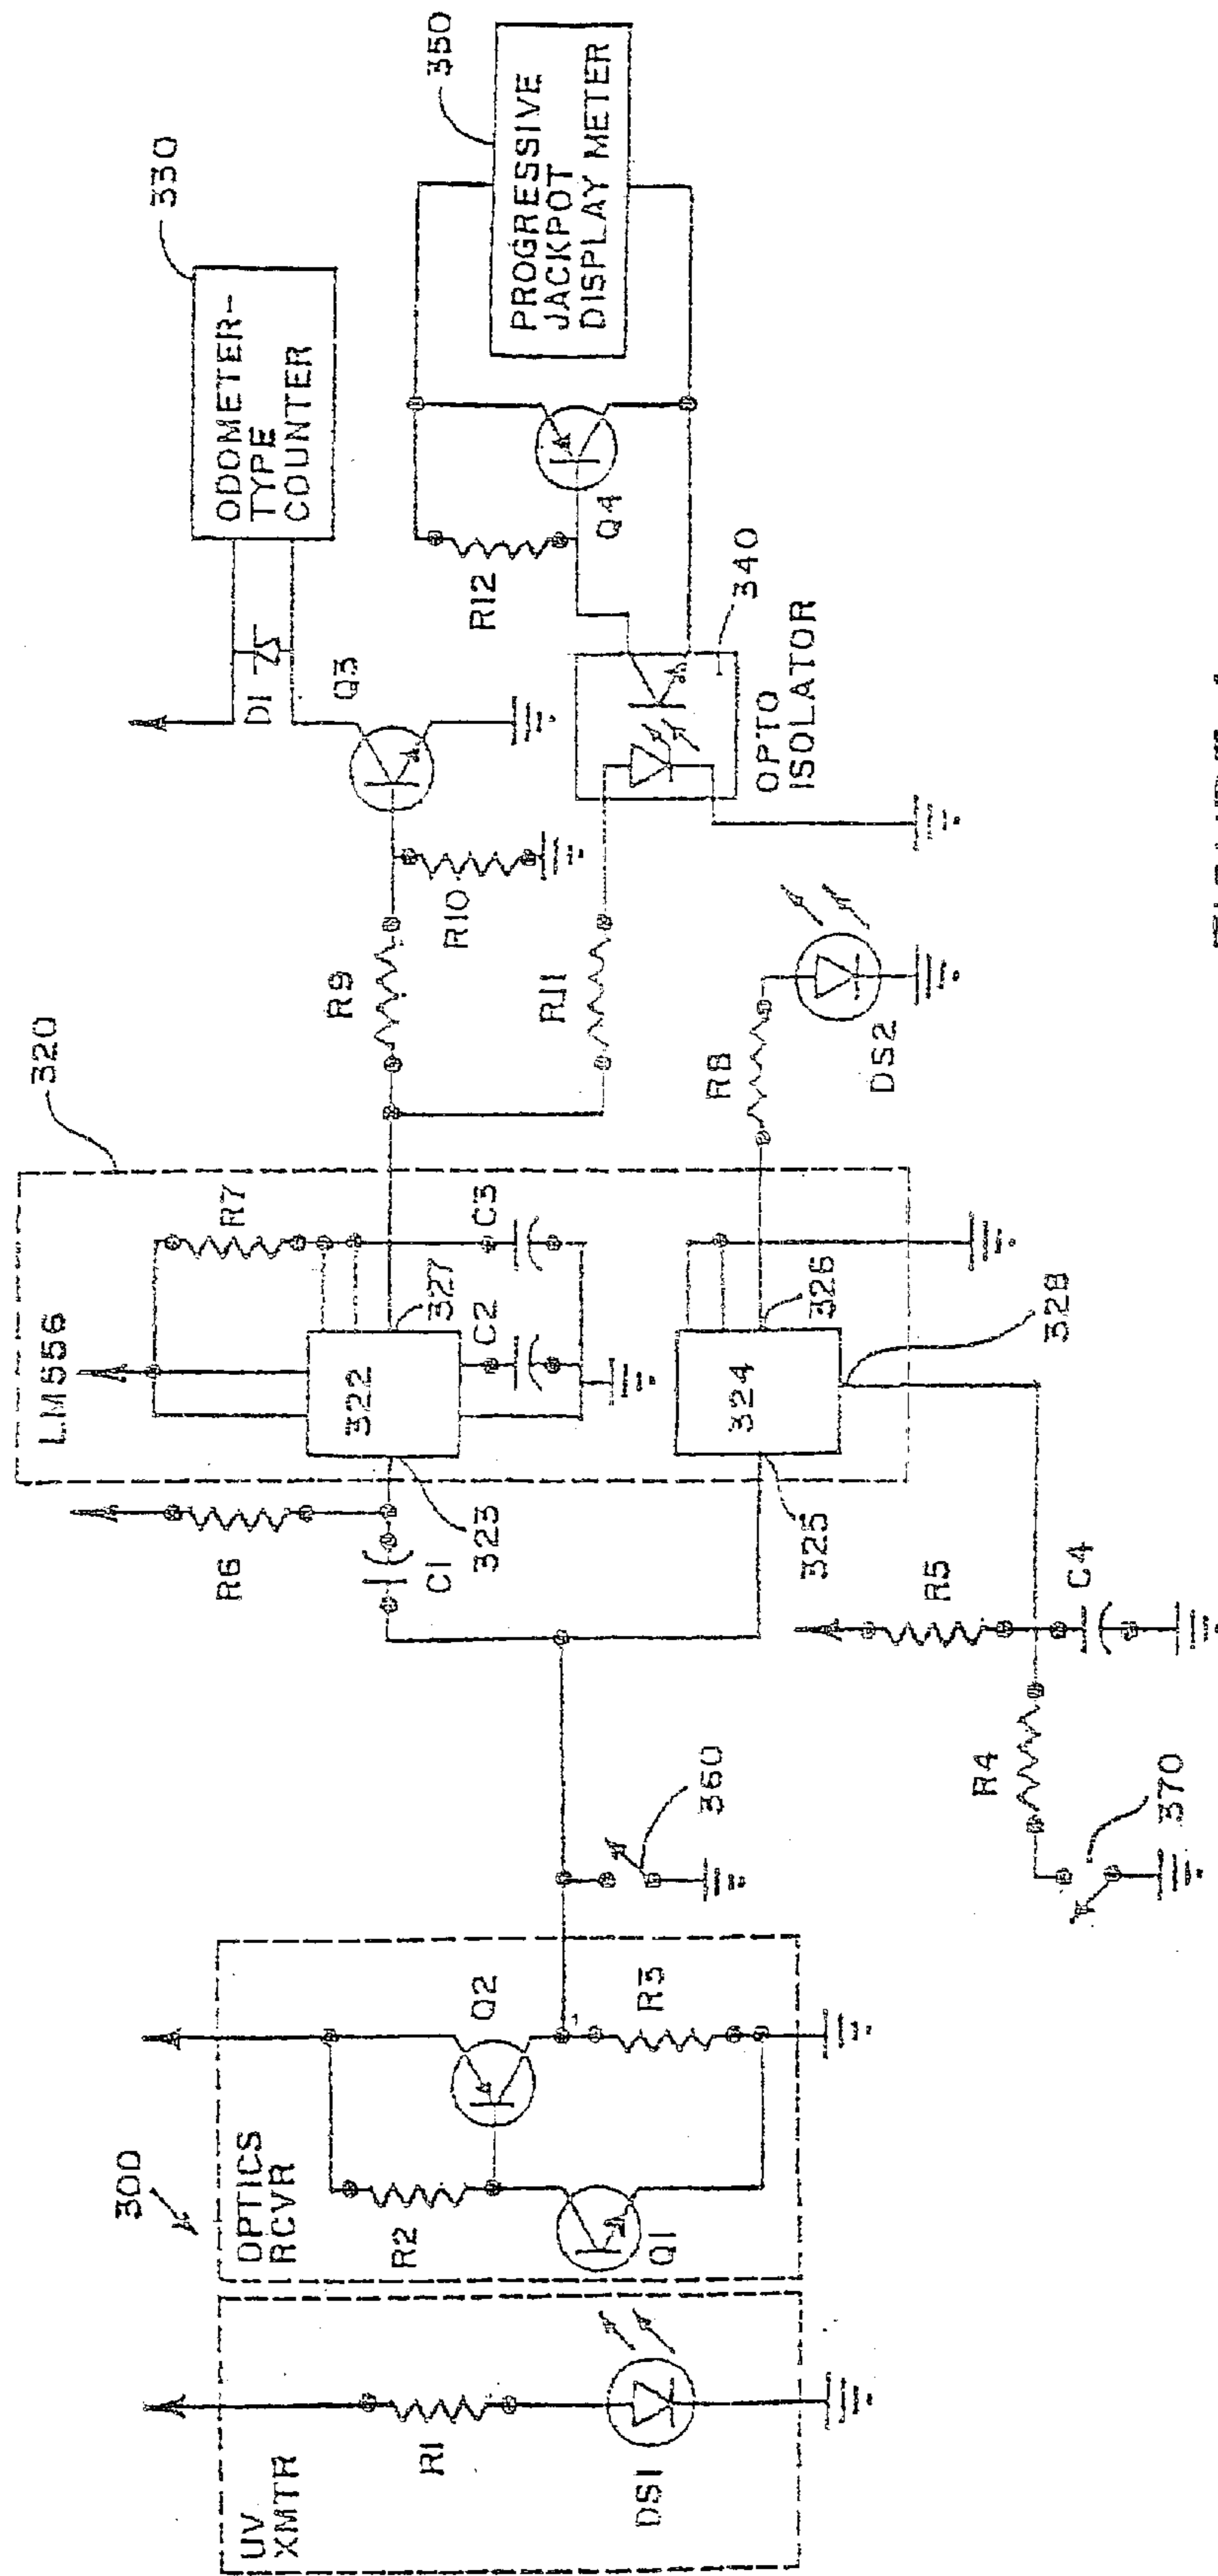 300
UV
XMTR
R1
DS1
OPTICS
RCVR
R2
Q1
Q2
R3
360
370
R4
R5
C4
R6
C1
323
325
320
LM556
R7
322
327
C2
C3
324
326
328
R8
DS2
R9
R10
R11
Q3
D1
330
ODOMETER-
TYPE
COUNTER
OPTO
ISOLATOR
340
R12
Q4
350
PROGRESSIVE
JACKPOT
DISPLAY METER